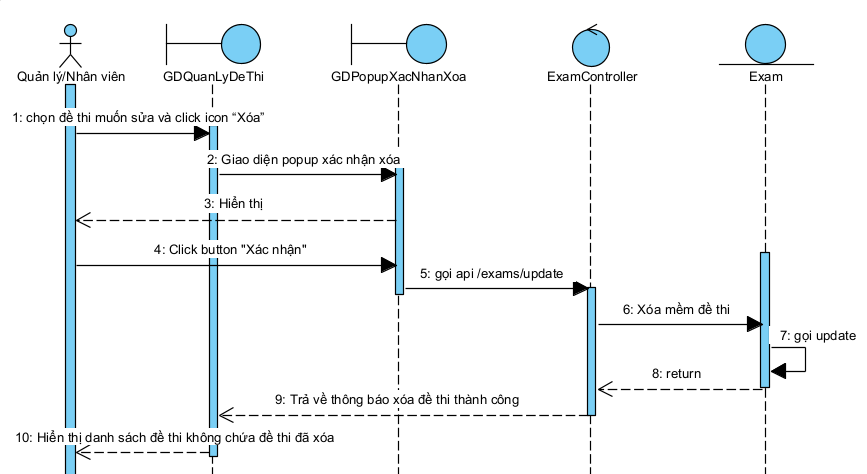 Quản lý/Nhân viên
GDQuanLyDeThi
GDPopupXacNhanXoa
ExamController
Exam
1: chọn đề thi muốn sửa và click icon “Xóa”
2: Giao diện popup xác nhận xóa
3: Hiển thị
4: Click button "Xác nhận"
5: gọi api /exams/update
6: Xóa mềm đề thi
7: gọi update
8: return
9: Trả về thông báo xóa đề thi thành công
10: Hiển thị danh sách đề thi không chứa đề thi đã xóa